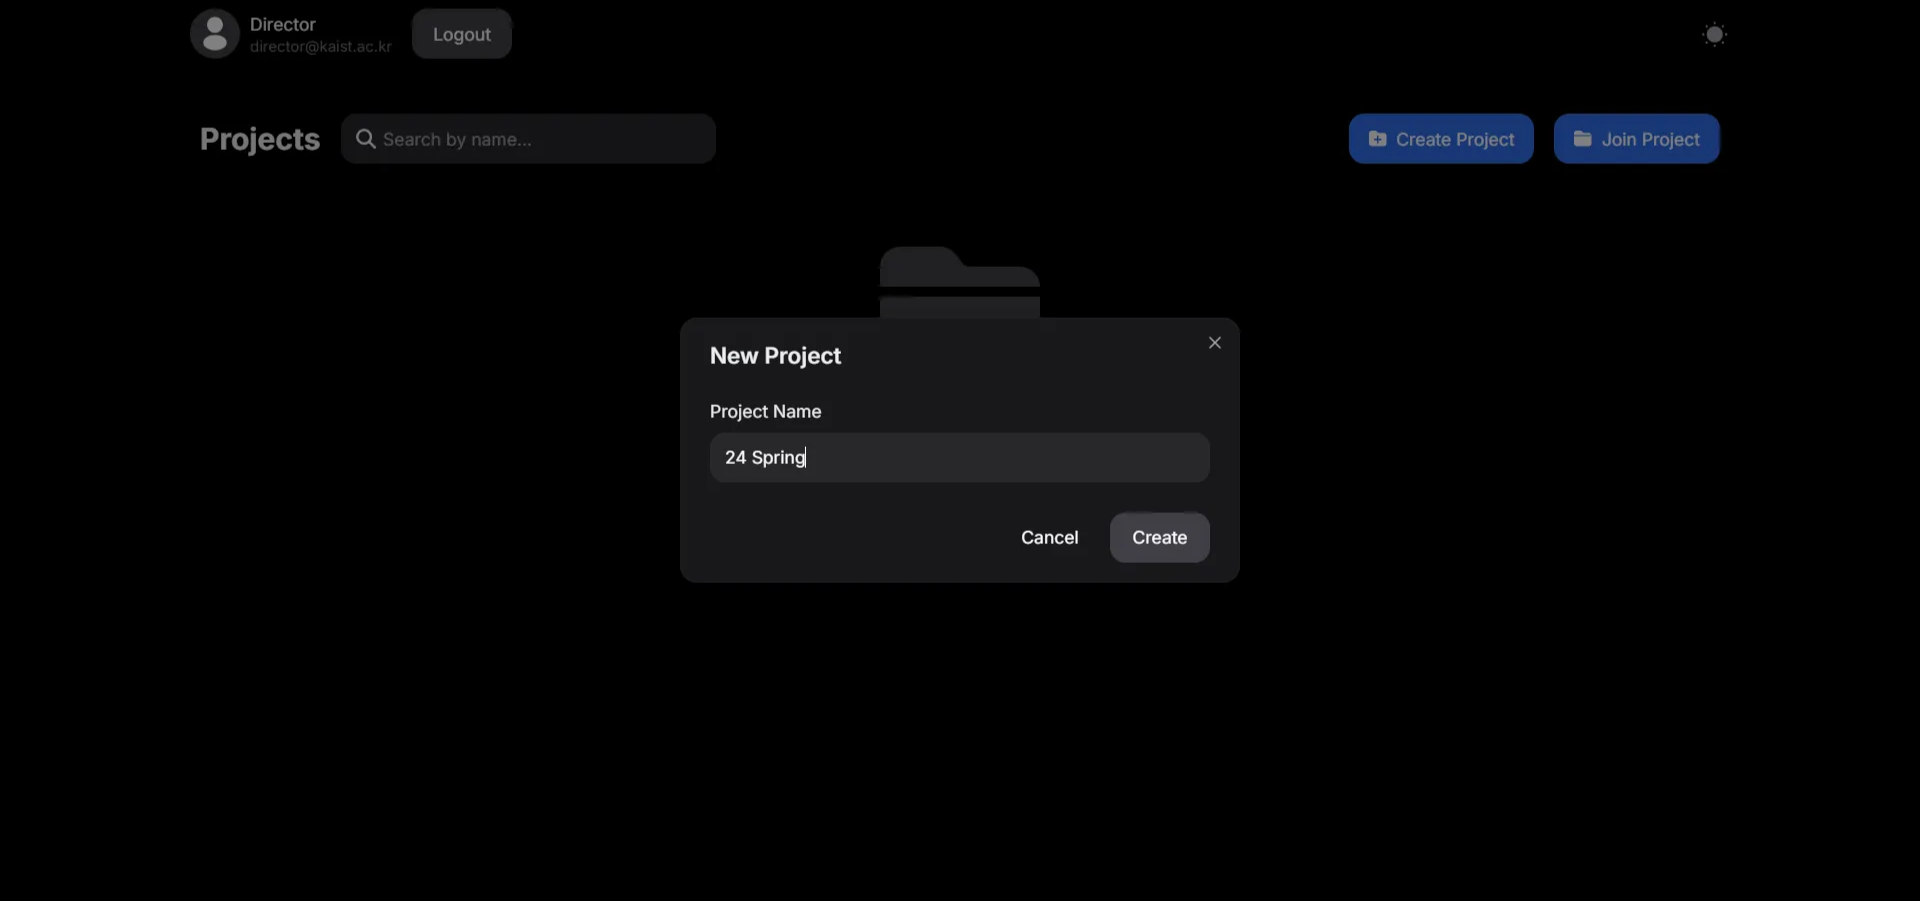 Director
director@kaist.ac.kr
Logout
Projects
Search by name...
Create Project
Join Project
New Project
Project Name
24 Spring
Cancel
Create